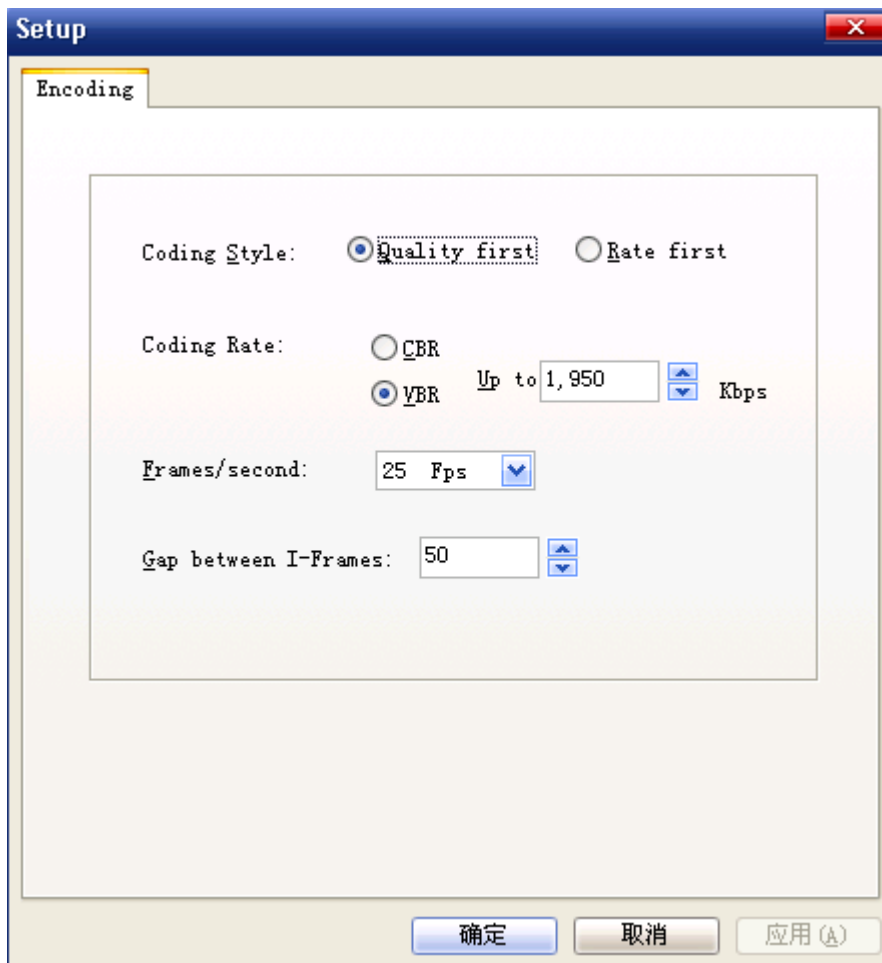 Setup
Encoding
Coding Style: Quality first Rate first
Coding Rate: CBR
VBR Up to 1,950 Kbps
Frames/second: 25 Fps
Gap between I-Frames: 50
确定 取消 应用(A)